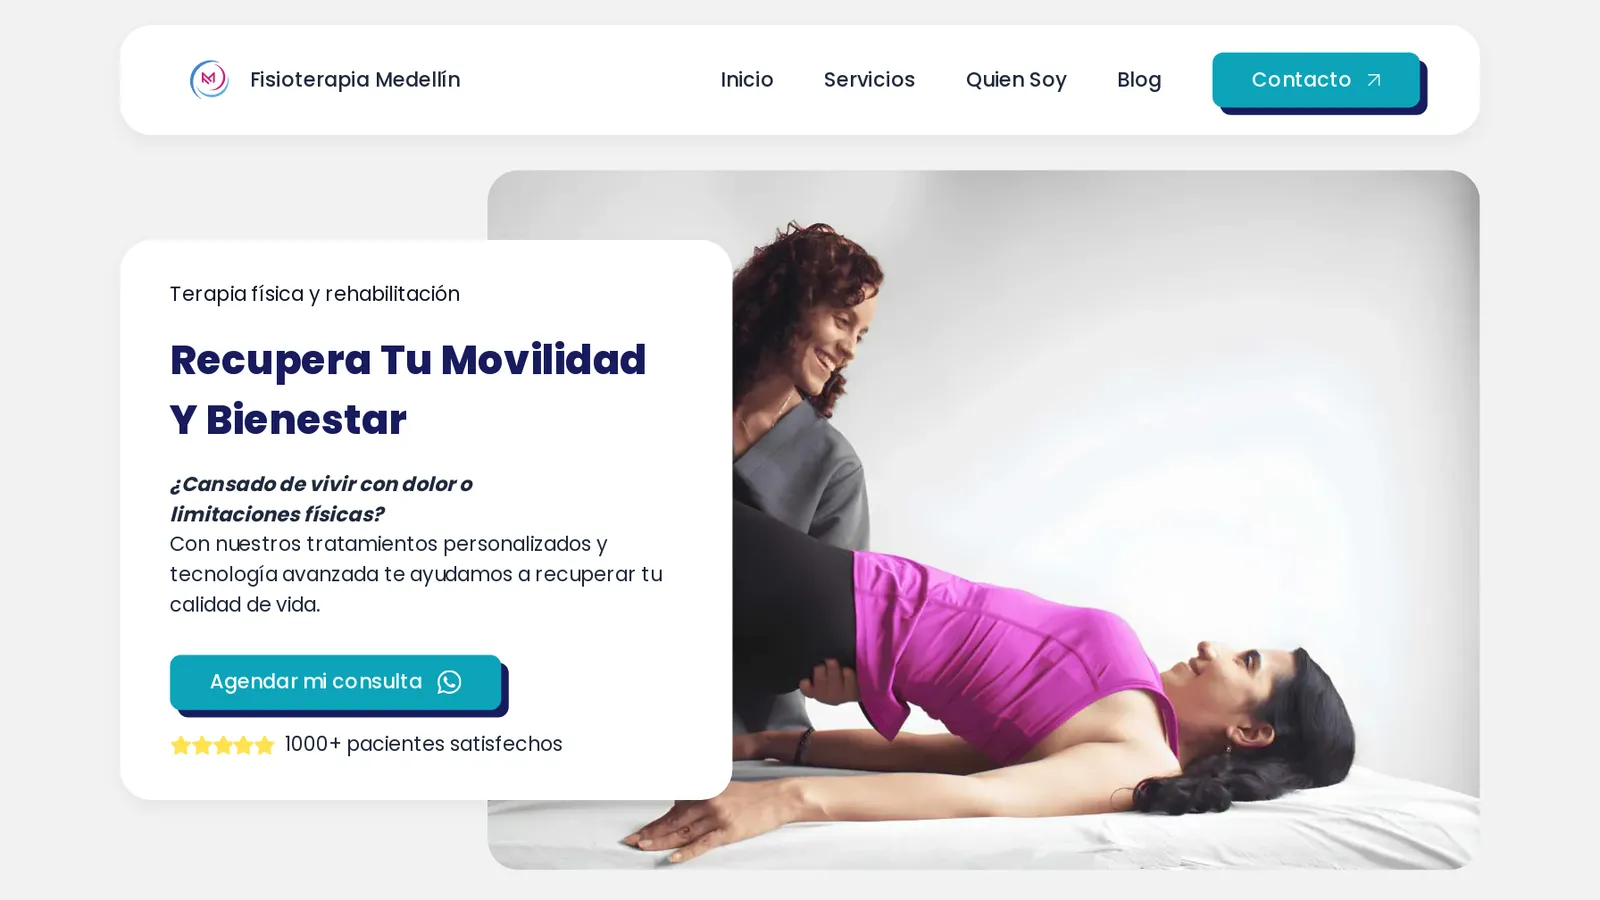 Fisioterapia Medellín
Inicio
Servicios
Quien Soy
Blog
Contacto
Terapia física y rehabilitación
Recupera Tu Movilidad
Y Bienestar
¿Cansado de vivir con dolor o
limitaciones físicas?
Con nuestros tratamientos personalizados y
tecnología avanzada te ayudamos a recuperar tu
calidad de vida.
Agendar mi consulta
1000+ pacientes satisfechos